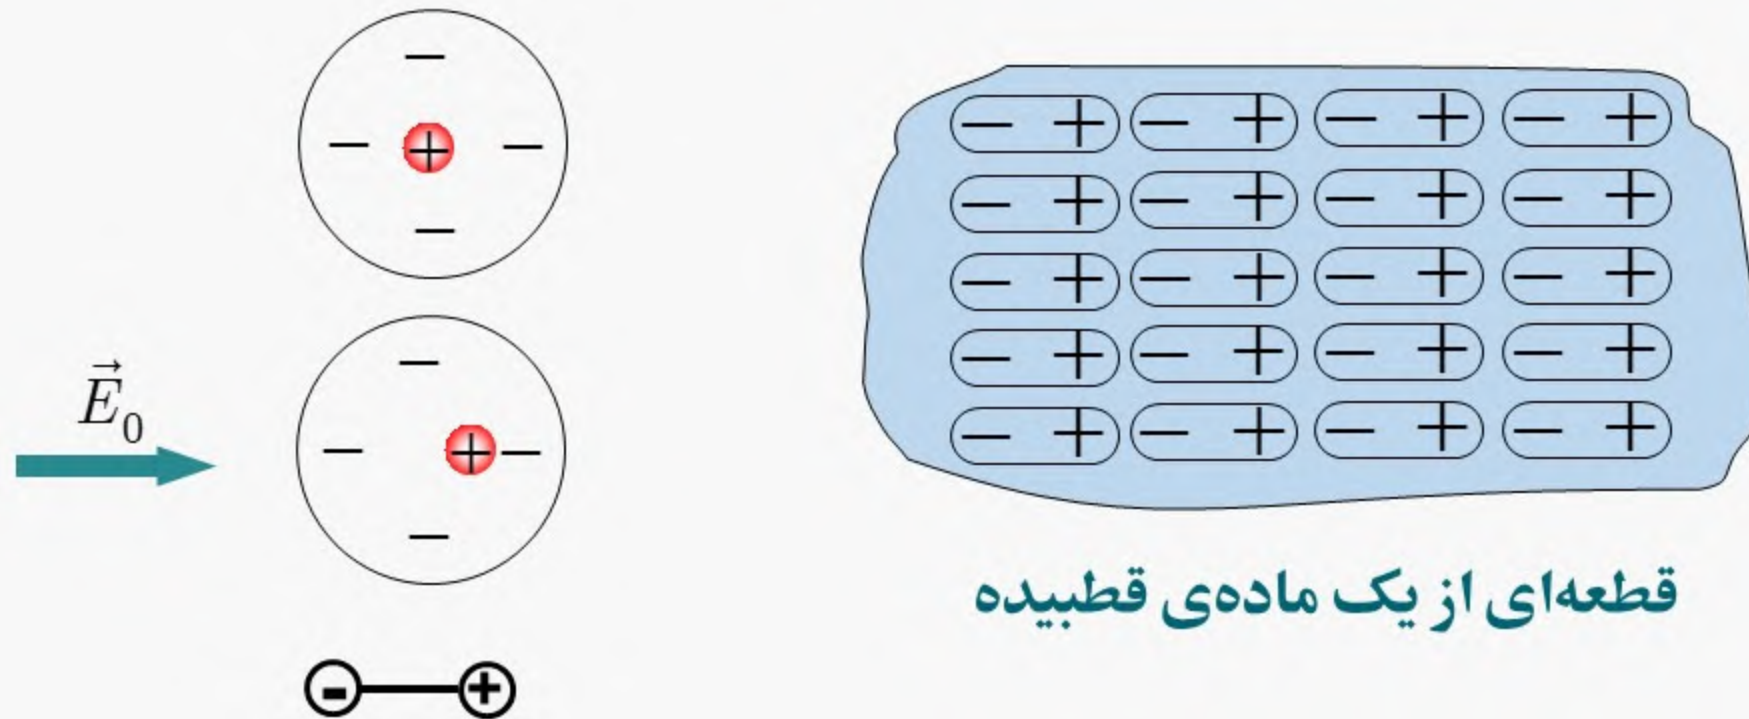 − − + − −
− + − + − + − +
− + − + − + − +
− + − + − + − +
− + − + − + − +
− + − + − + − +
E⃗₀
− − + − −
قطعه‌ای از یک ماده‌ی قطبیده
- +